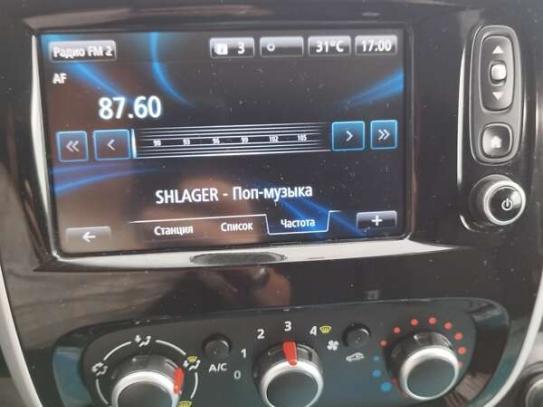 Радио FM 2
3
31°C
17:00
AF
87.60
90 93 96 99 102 105
SHLAGER - Поп-музыка
Станция Список Частота
A/C
0 1 2 3 4